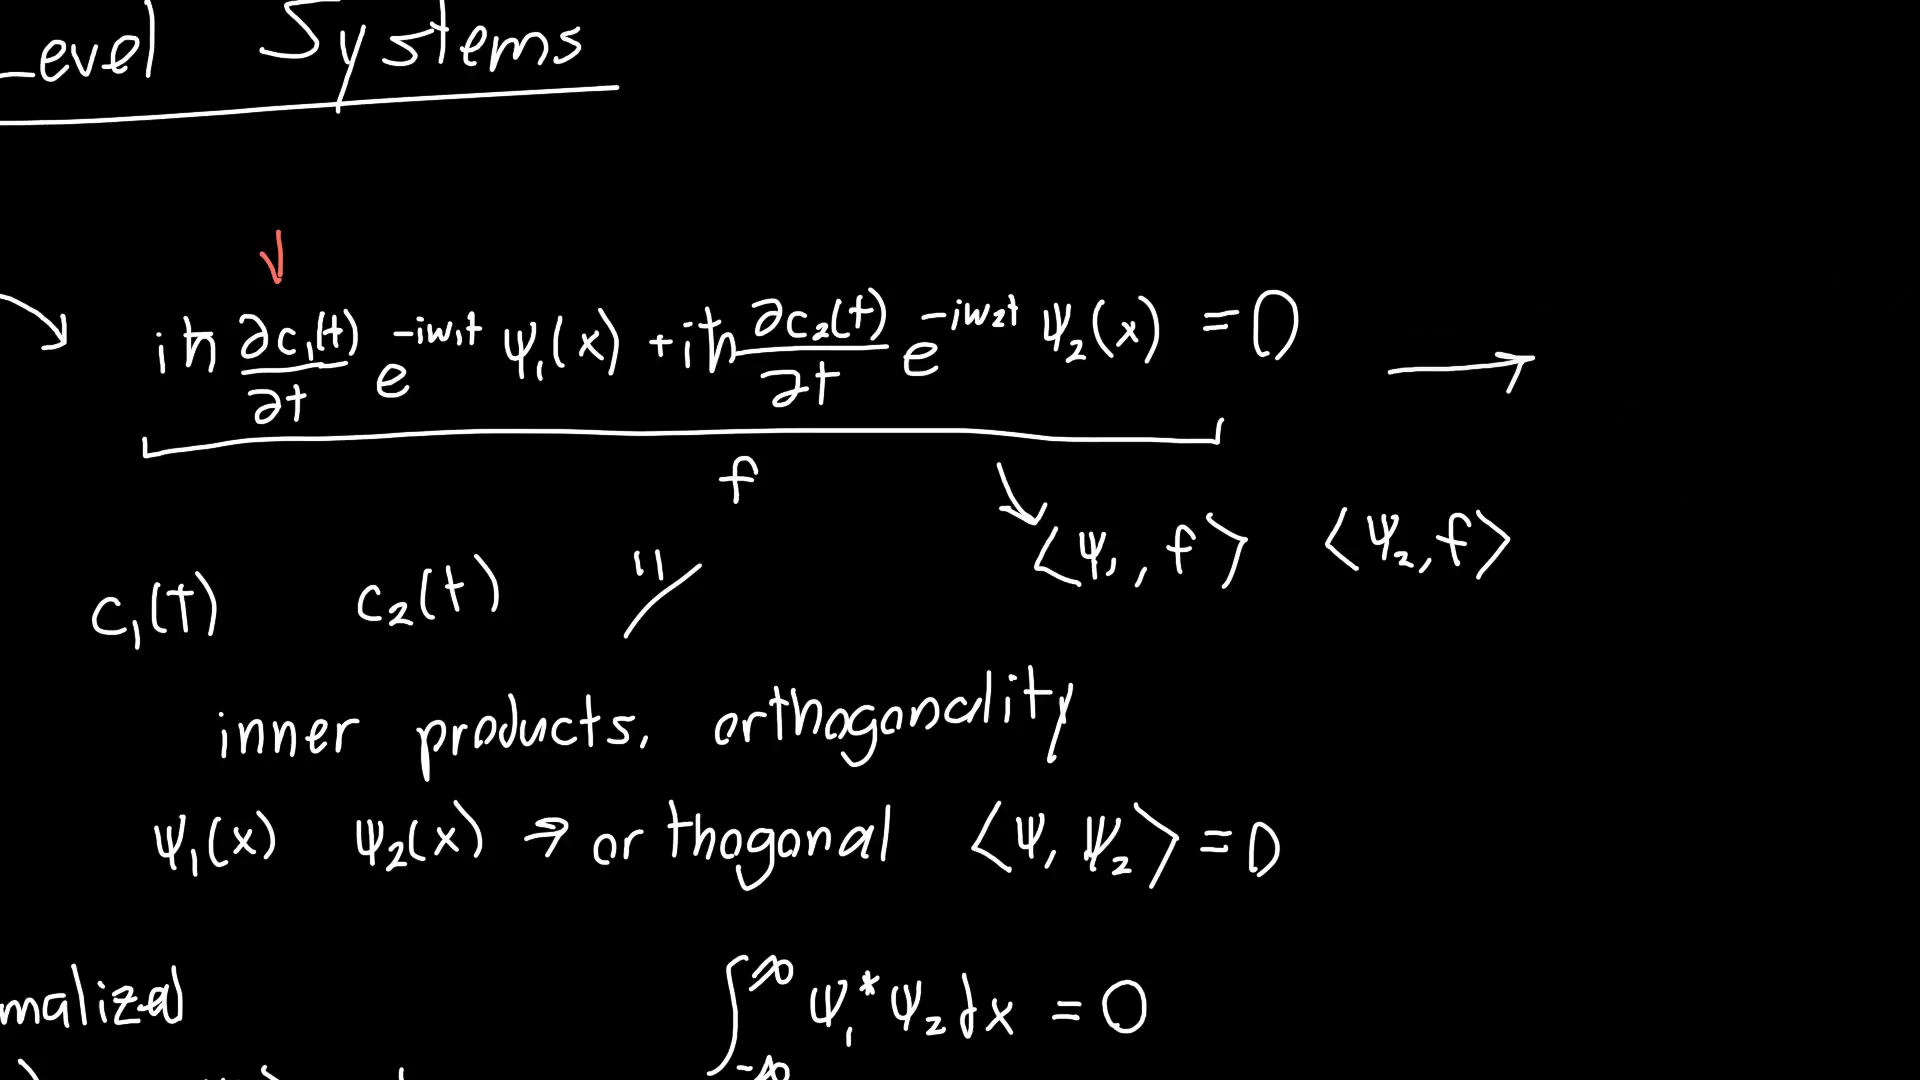 Level Systems
iħ ∂c₁(t)/∂t e^-iω₁t ψ₁(x) + iħ ∂c₂(t)/∂t e^-iω₂t ψ₂(x) = 0 →
f
⟨ψ₁, f⟩ ⟨ψ₂, f⟩
c₁(t) c₂(t)
inner products, orthogonality
ψ₁(x) ψ₂(x) → orthogonal ⟨ψ₁ ψ₂⟩ = 0
malized
∫_-∞^∞ ψ₁* ψ₂ dx = 0